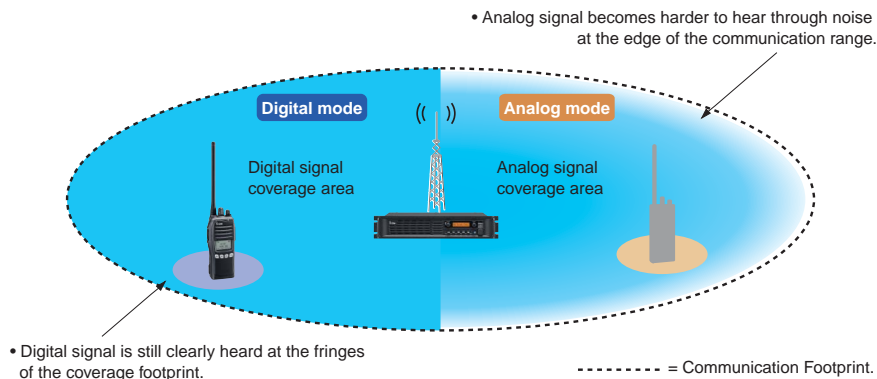 • Analog signal becomes harder to hear through noise
at the edge of the communication range.
Digital mode
Analog mode
Digital signal
coverage area
Analog signal
coverage area
• Digital signal is still clearly heard at the fringes
of the coverage footprint.
= Communication Footprint.